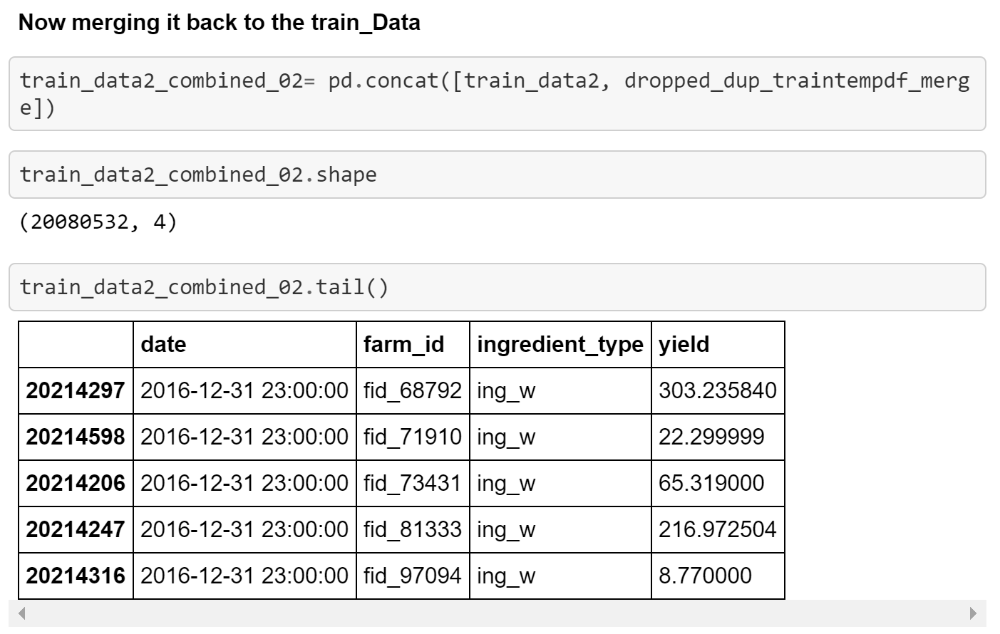 Now merging it back to the train_Data
train_data2_combined_02= pd.concat([train_data2, dropped_dup_traintempdf_merg
e])
train_data2_combined_02.shape
(20080532, 4)
train_data2_combined_02.tail()
date farm_id ingredient_type yield
20214297 2016-12-31 23:00:00 fid_68792 ing_w 303.235840
20214598 2016-12-31 23:00:00 fid_71910 ing_w 22.299999
20214206 2016-12-31 23:00:00 fid_73431 ing_w 65.319000
20214247 2016-12-31 23:00:00 fid_81333 ing_w 216.972504
20214316 2016-12-31 23:00:00 fid_97094 ing_w 8.770000